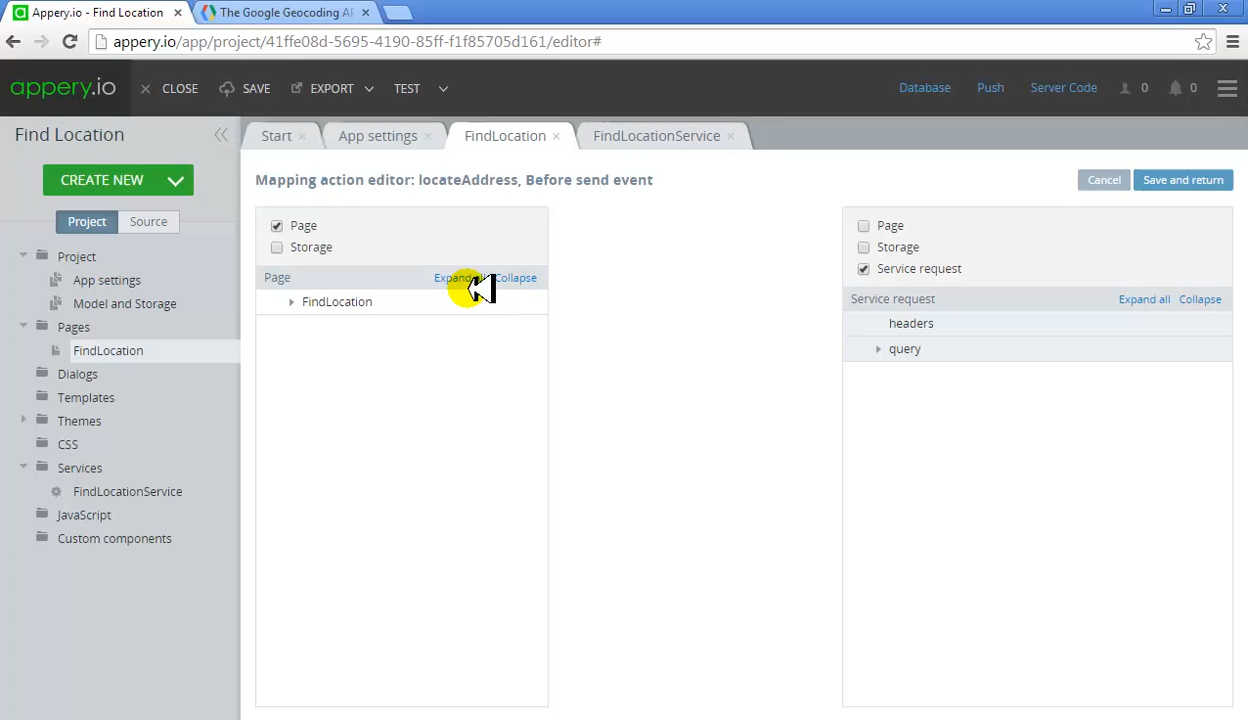 Appery.io - Find Location
The Google Geocoding AP
appery.io/app/project/41ffe08d-5695-4190-85ff-f1f85705d161/editor#
appery.io
CLOSE
SAVE
EXPORT
TEST
Database
Push
Server Code
0
0
Find Location
Start
App settings
FindLocation
FindLocationService
CREATE NEW
Project
Source
Project
App settings
Model and Storage
Pages
FindLocation
Dialogs
Templates
Themes
CSS
Services
FindLocationService
JavaScript
Custom components
Mapping action editor: locateAddress, Before send event
Cancel
Save and return
Page
Storage
Page
Expand all
Collapse
FindLocation
Page
Storage
Service request
Service request
Expand all
Collapse
headers
query